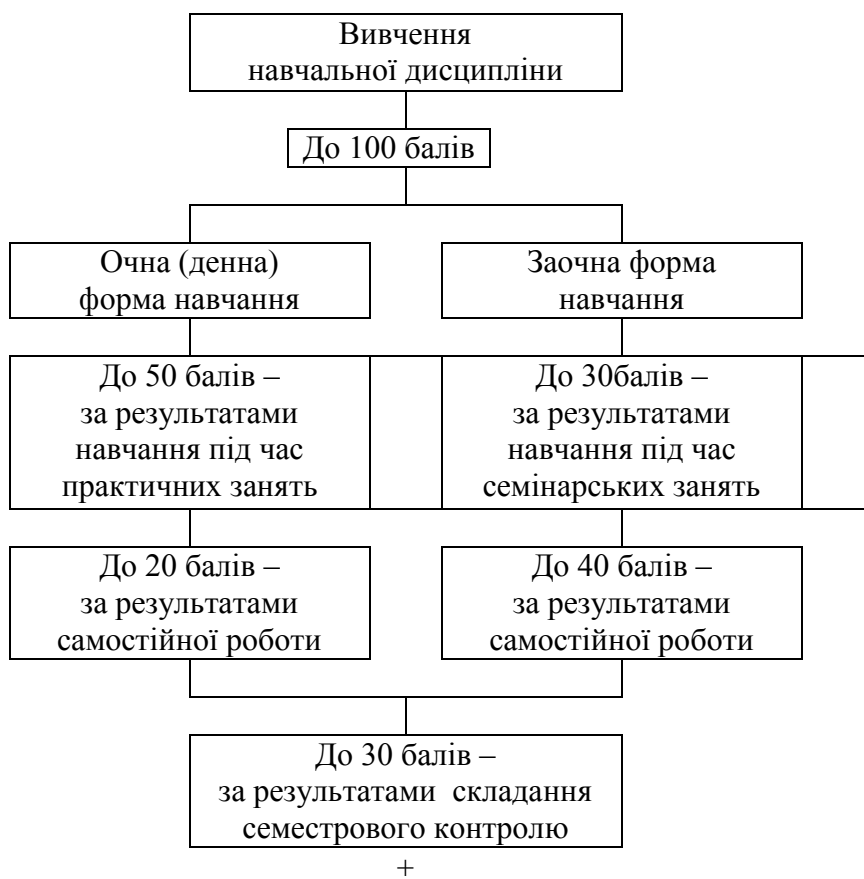 Вивчення
навчальної дисципліни
До 100 балів
Очна (денна)
форма навчання
Заочна форма
навчання
До 50 балів –
за результатами
навчання під час
практичних занять
До 30балів –
за результатами
навчання під час
семінарських занять
До 20 балів –
за результатами
самостійної роботи
До 40 балів –
за результатами
самостійної роботи
До 30 балів –
за результатами складання
семестрового контролю
+